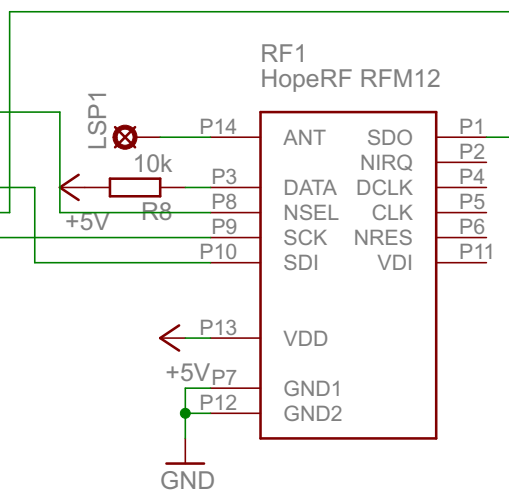 RF1
HopeRF RFM12
LSP1
P14 ANT SDO P1
10k NIRQ P2
P3 DATA DCLK P4
R8 P8 NSEL CLK P5
+5V P9 SCK NRES P6
P10 SDI VDI P11
P13 VDD
+5V P7 GND1
P12 GND2
GND